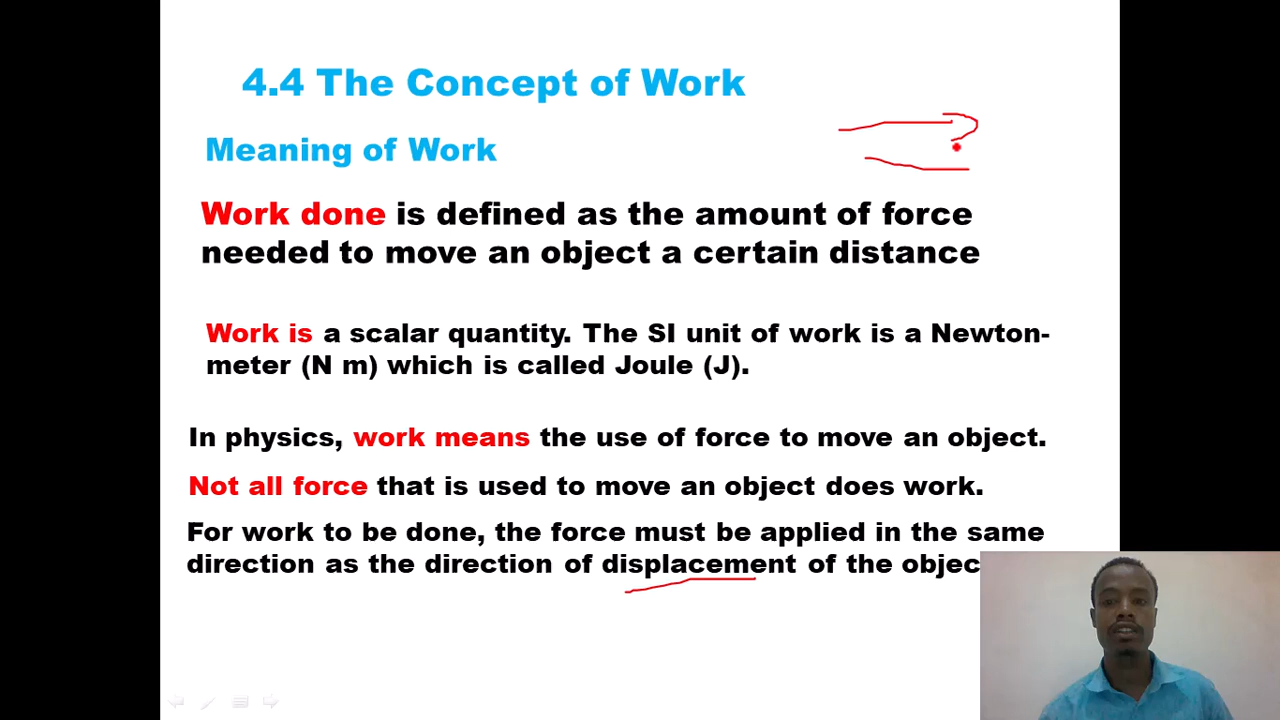 4.4 The Concept of Work
Meaning of Work
Work done is defined as the amount of force
needed to move an object a certain distance
Work is a scalar quantity. The SI unit of work is a Newton-
meter (N m) which is called Joule (J).
In physics, work means the use of force to move an object.
Not all force that is used to move an object does work.
For work to be done, the force must be applied in the same
direction as the direction of displacement of the objec